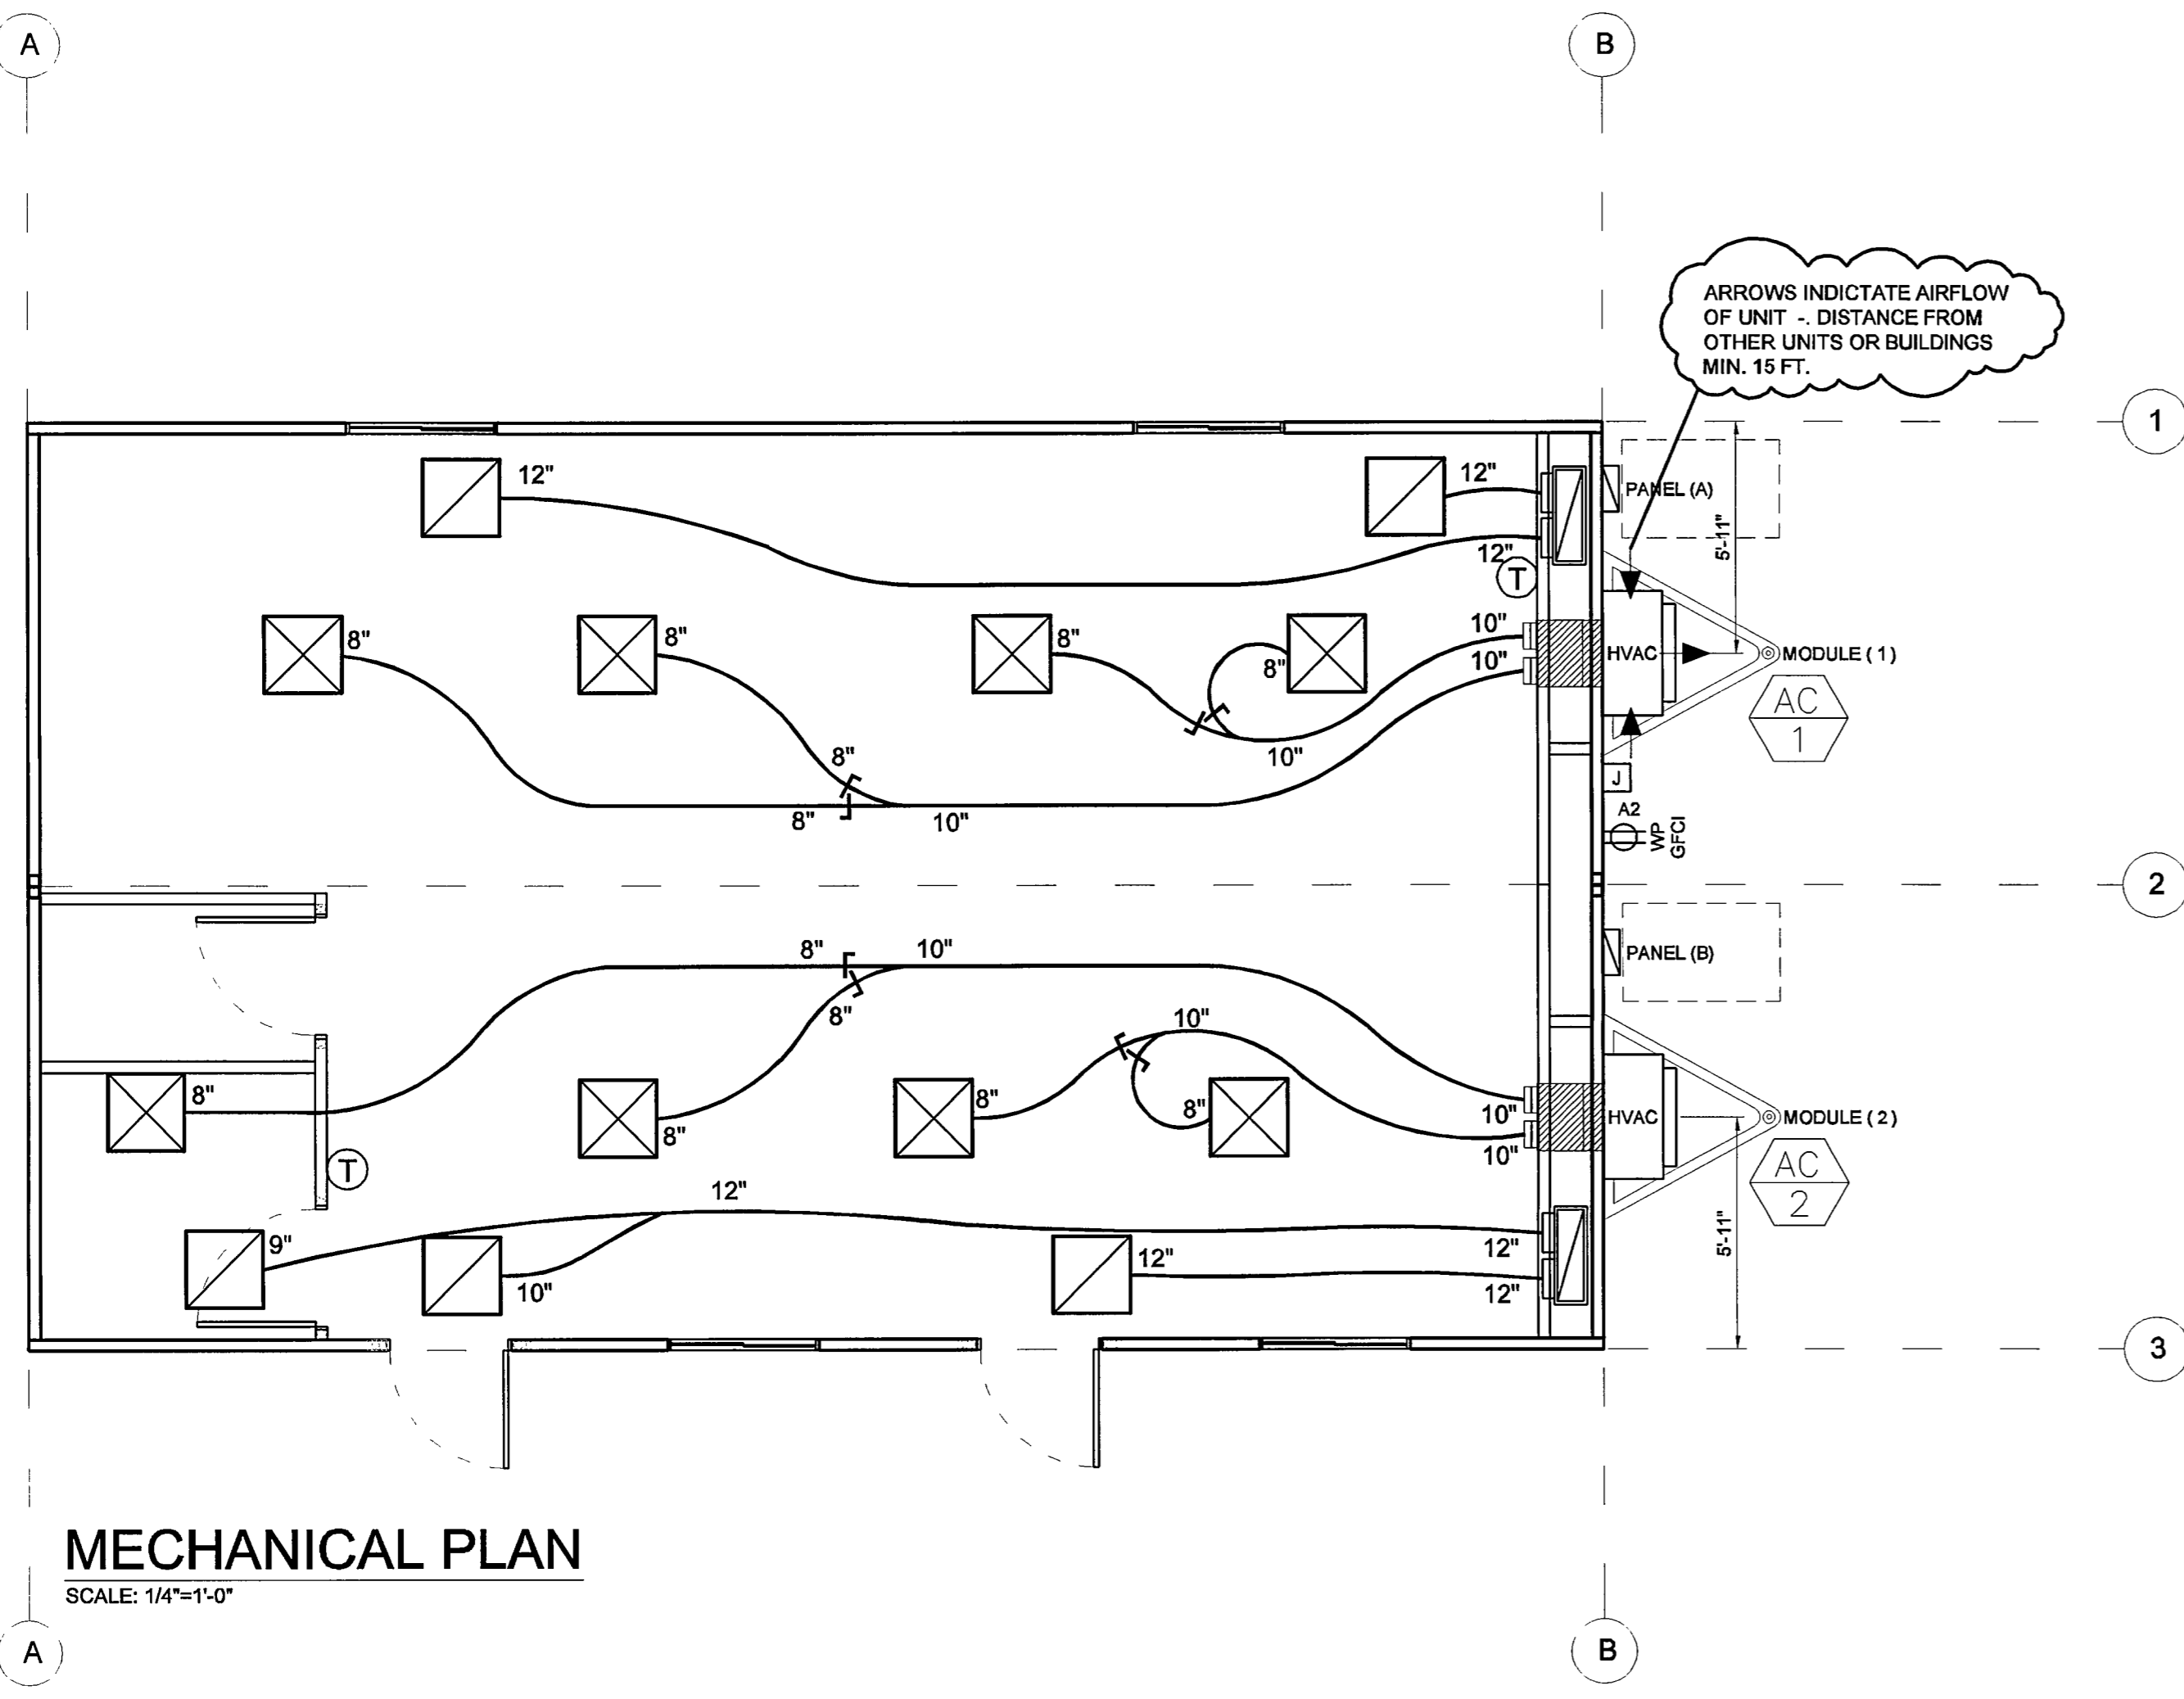 A
B
ARROWS INDICTATE AIRFLOW
OF UNIT -. DISTANCE FROM
OTHER UNITS OR BUILDINGS
MIN. 15 FT.
1
12"
12"
PANEL (A)
5'-11"
12"
T
8"
8"
8"
8"
10"
10"
HVAC
MODULE ( 1 )
AC
1
8"
10"
8"
10"
J
A2
WP
GFCI
2
8"
10"
PANEL (B)
8"
10"
8"
8"
8"
8"
10"
10"
HVAC
MODULE ( 2 )
AC
2
T
12"
9"
10"
12"
12"
12"
5'-11"
3
MECHANICAL PLAN
SCALE: 1/4"=1'-0"
A
B